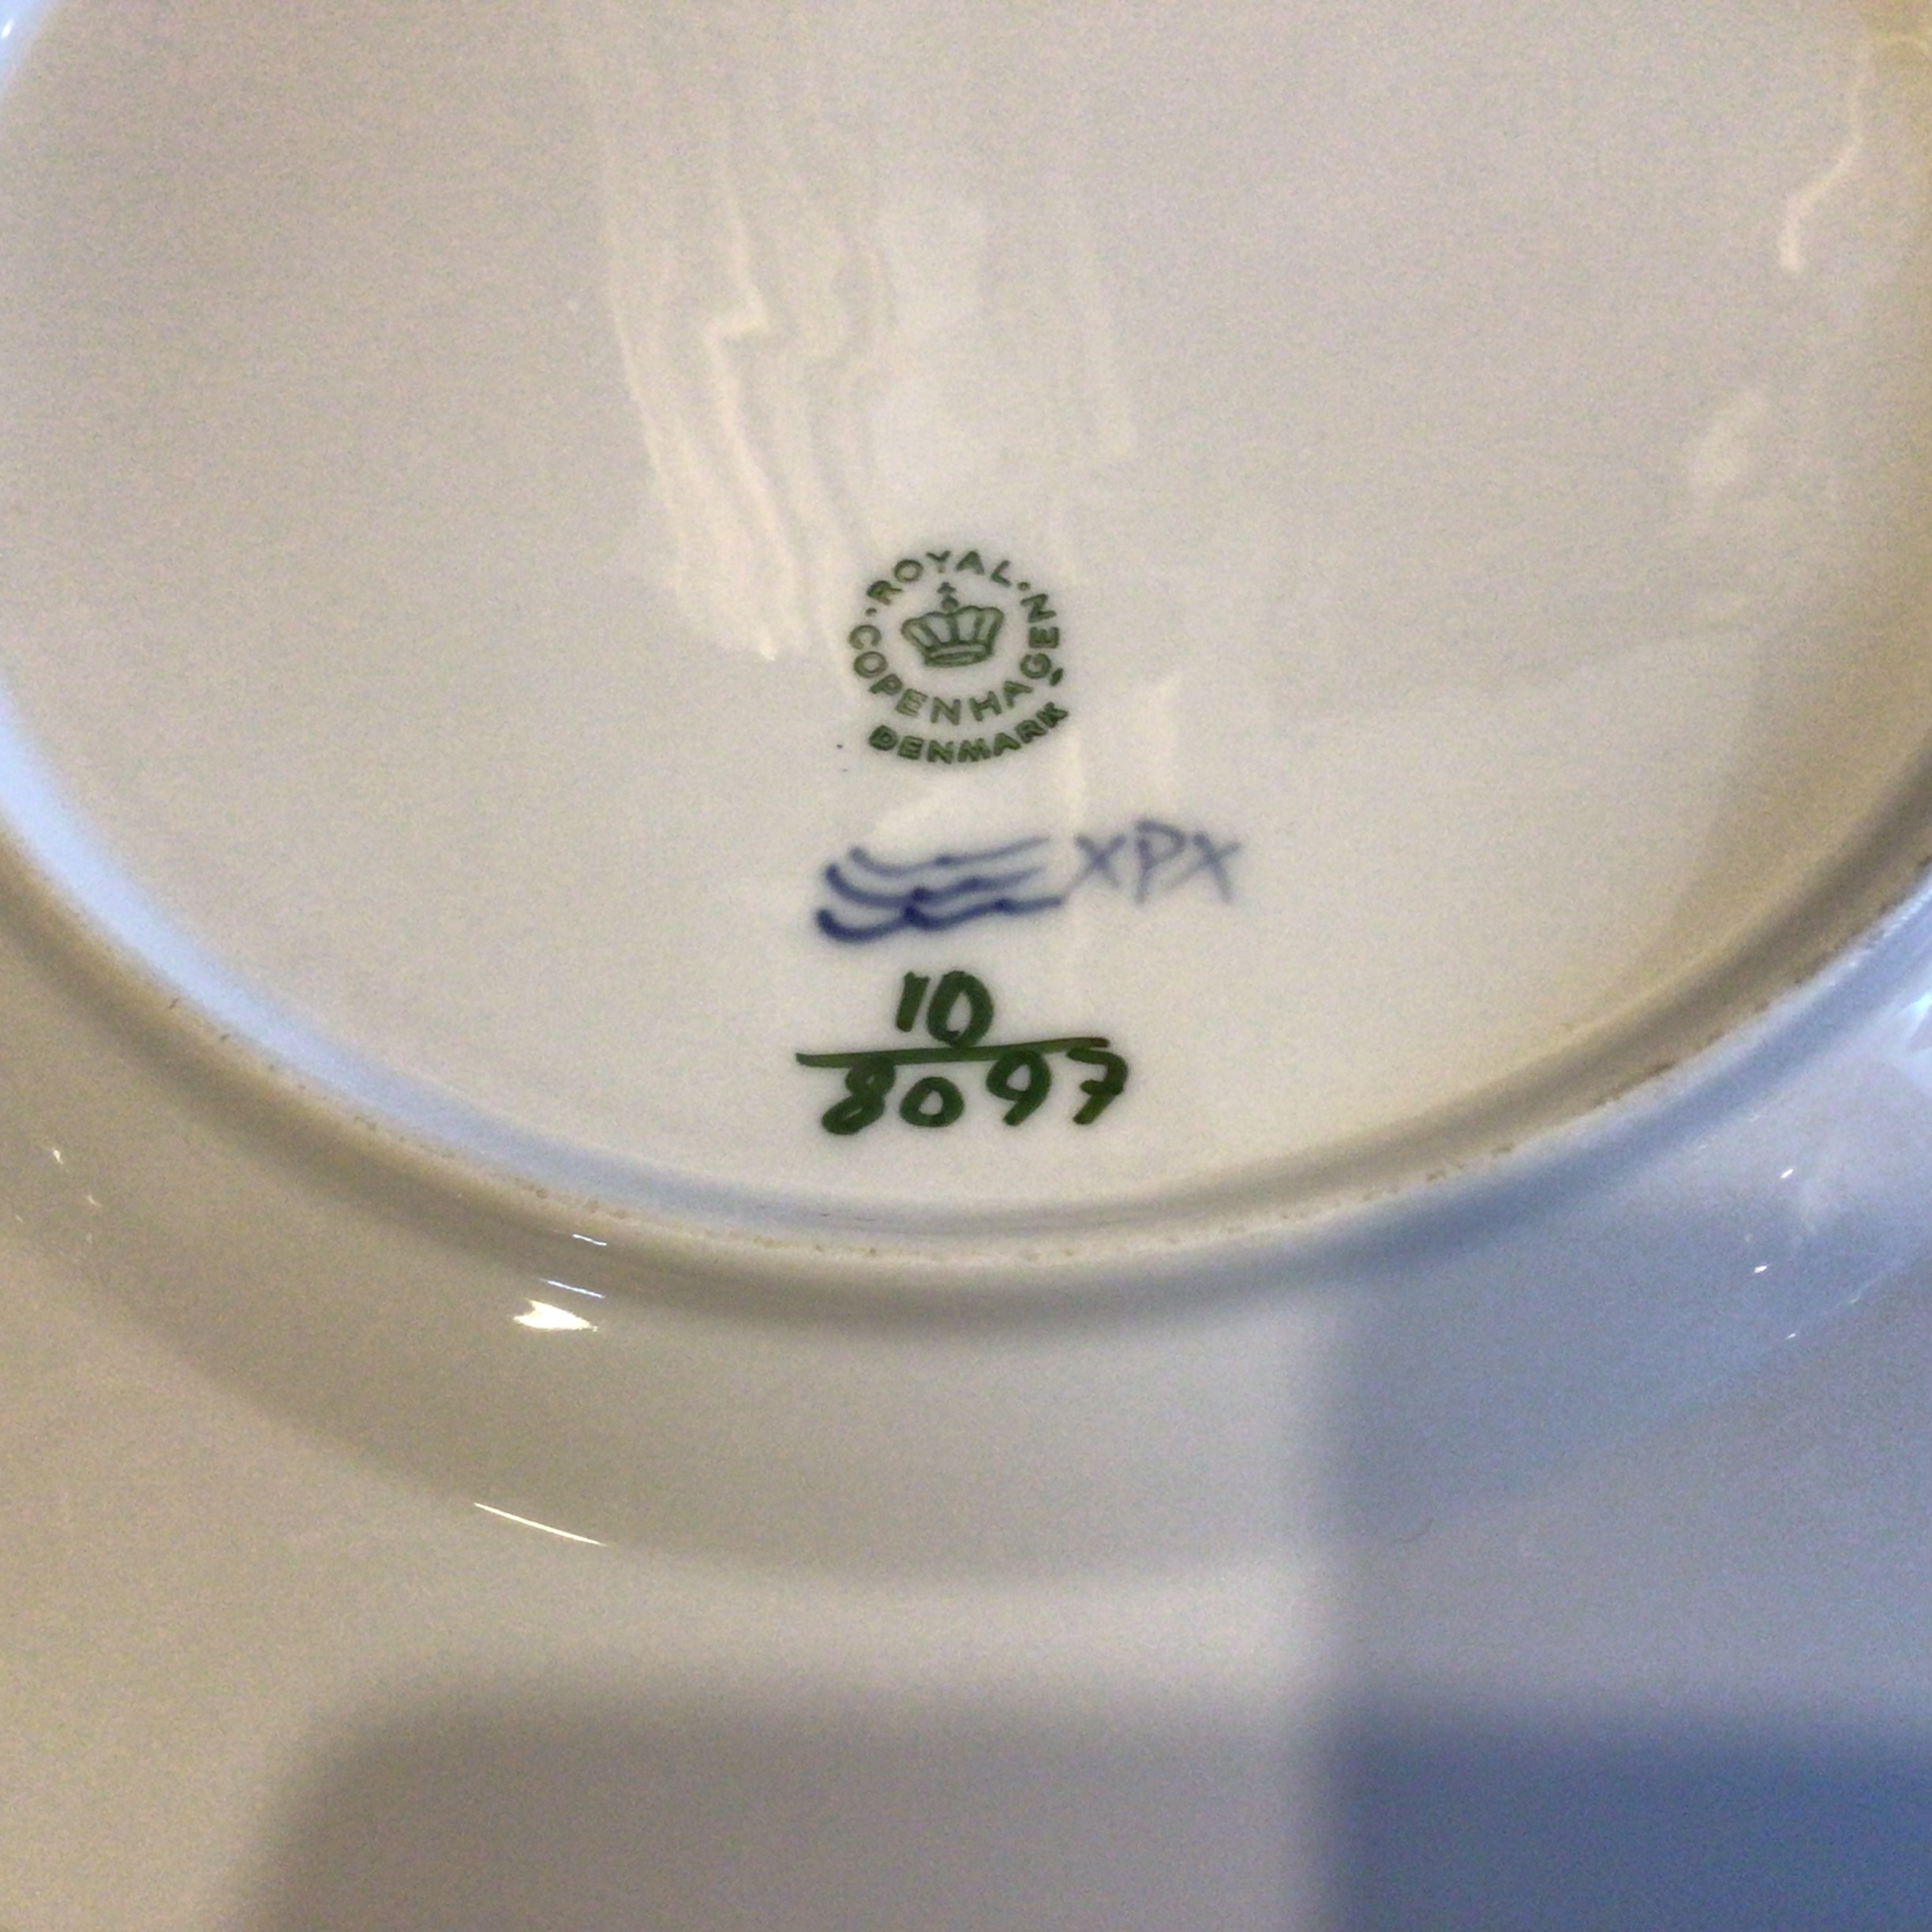 ROYAL COPENHAGEN
DENMARK
XPX
10
8097